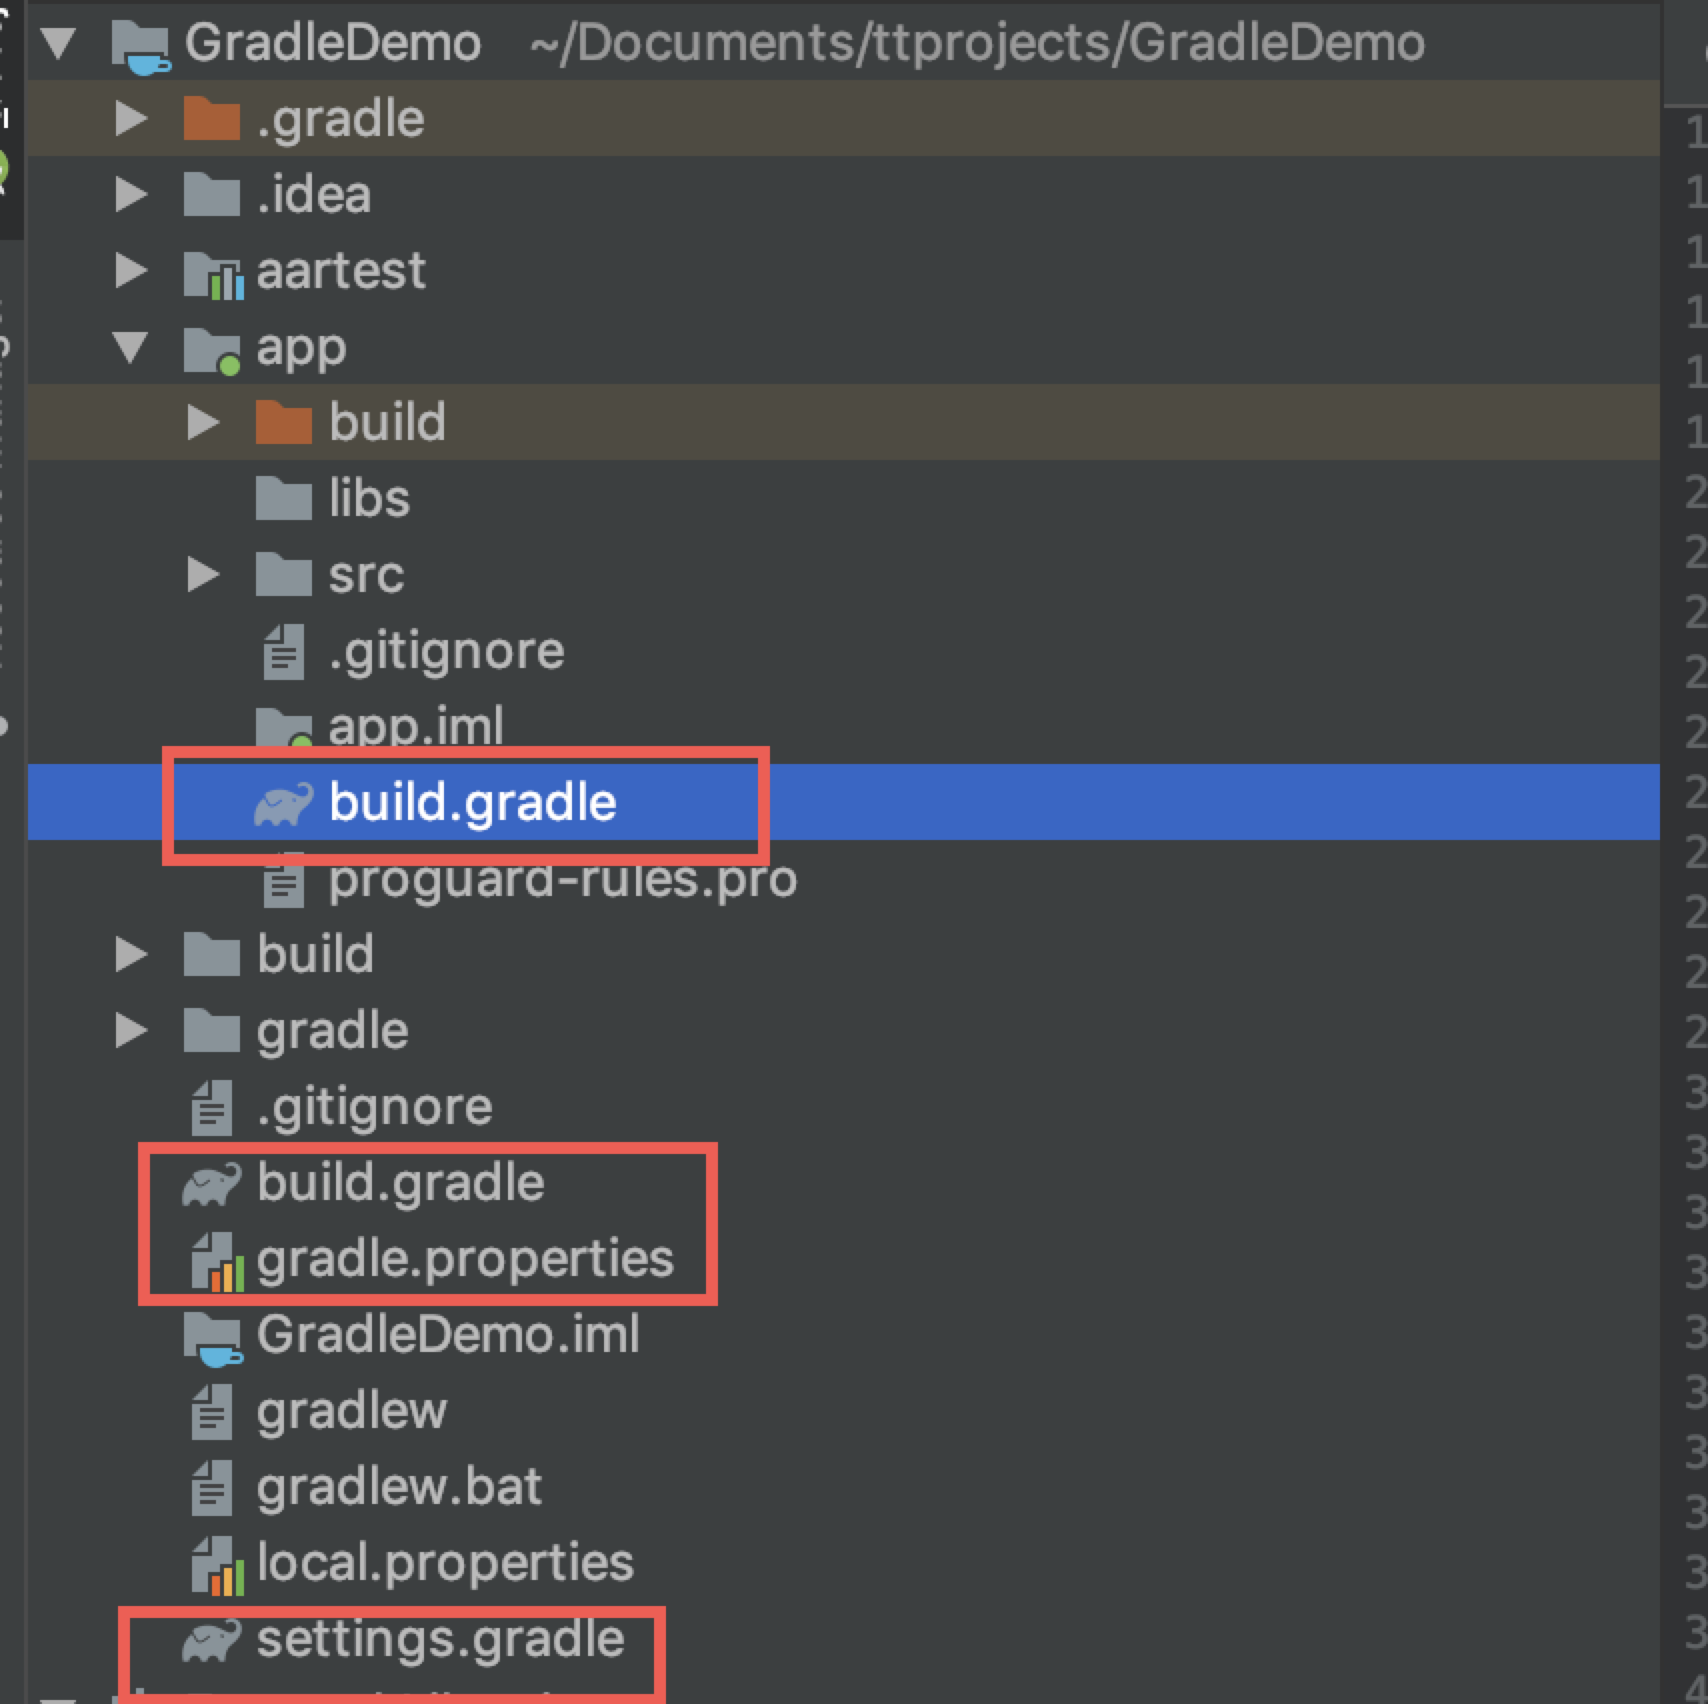 GradleDemo ~/Documents/ttprojects/GradleDemo
.gradle
.idea
aartest
app
build
libs
src
.gitignore
app.iml
build.gradle
proguard-rules.pro
build
gradle
.gitignore
build.gradle
gradle.properties
GradleDemo.iml
gradlew
gradlew.bat
local.properties
settings.gradle